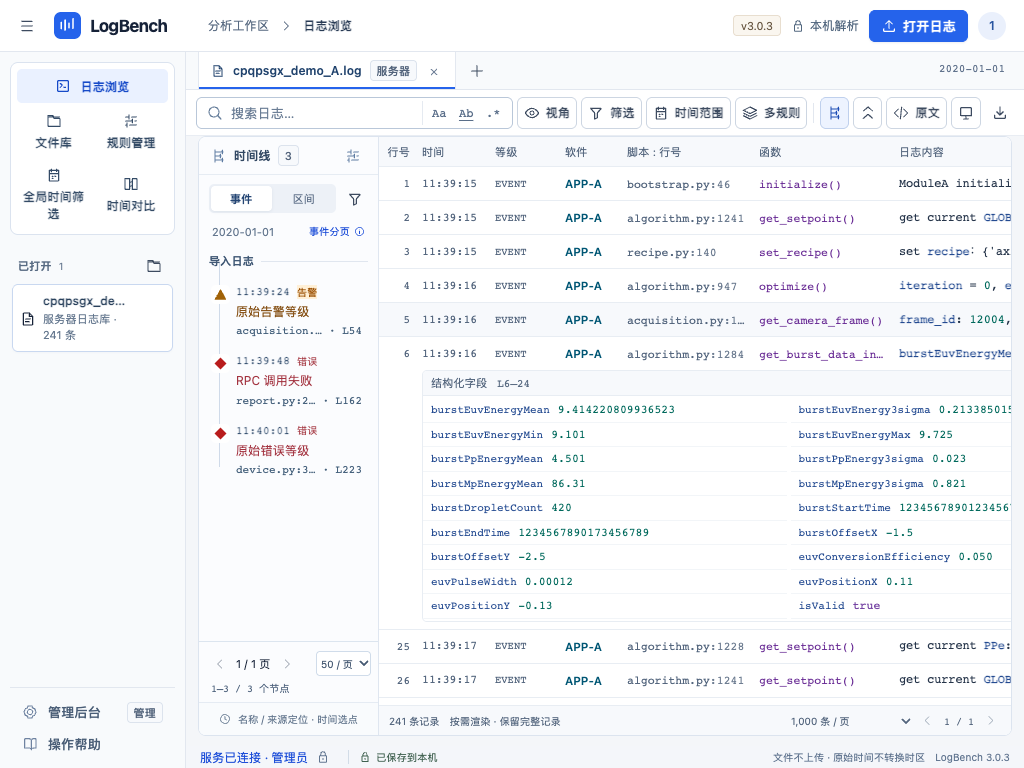 LogBench
分析工作区 > 日志浏览
v3.0.3
本机解析
打开日志
1
日志浏览
文件库
规则管理
全局时间筛
选
时间对比
已打开 1
cpqpsgx_de...
服务器日志库 ·
241 条
管理后台 管理
操作帮助
cpqpsgx_demo_A.log 服务器 ×
2020-01-01
搜索日志... Aa Ab .*
视角
筛选
时间范围
多规则
原文
时间线 3
事件 区间
2020-01-01 事件分页
导入日志
11:39:24 告警
原始告警等级
acquisition.… · L54
11:39:48 错误
RPC 调用失败
report.py:2… · L162
11:40:01 错误
原始错误等级
device.py:3… · L223
1 / 1 页
50 / 页
1–3 / 3 个节点
名称 / 来源定位 · 时间选点
行号 时间 等级 软件 脚本 : 行号 函数 日志内容
1 11:39:15 EVENT APP-A bootstrap.py:46 initialize() ModuleA initiali
2 11:39:15 EVENT APP-A algorithm.py:1241 get_setpoint() get current GLOB
3 11:39:15 EVENT APP-A recipe.py:140 set_recipe() set recipe: {'ax
4 11:39:16 EVENT APP-A algorithm.py:947 optimize() iteration = 0, e
5 11:39:16 EVENT APP-A acquisition.py:1… get_camera_frame() frame_id: 12004,
6 11:39:16 EVENT APP-A algorithm.py:1284 get_burst_data_in… burstEuvEnergyMe
结构化字段 L6–24
burstEuvEnergyMean 9.414220809936523 burstEuvEnergy3sigma 0.213385015
burstEuvEnergyMin 9.101 burstEuvEnergyMax 9.725
burstPpEnergyMean 4.501 burstPpEnergy3sigma 0.023
burstMpEnergyMean 86.31 burstMpEnergy3sigma 0.821
burstDropletCount 420 burstStartTime 12345678901234567
burstEndTime 1234567890173456789 burstOffsetX -1.5
burstOffsetY -2.5 euvConversionEfficiency 0.050
euvPulseWidth 0.00012 euvPositionX 0.11
euvPositionY -0.13 isValid true
25 11:39:17 EVENT APP-A algorithm.py:1228 get_setpoint() get current PPe:
26 11:39:17 EVENT APP-A algorithm.py:1241 get_setpoint() get current GLOB
241 条记录 按需渲染 · 保留完整记录 1,000 条 / 页 1 / 1
服务已连接 · 管理员 已保存到本机 文件不上传 · 原始时间不转换时区 LogBench 3.0.3